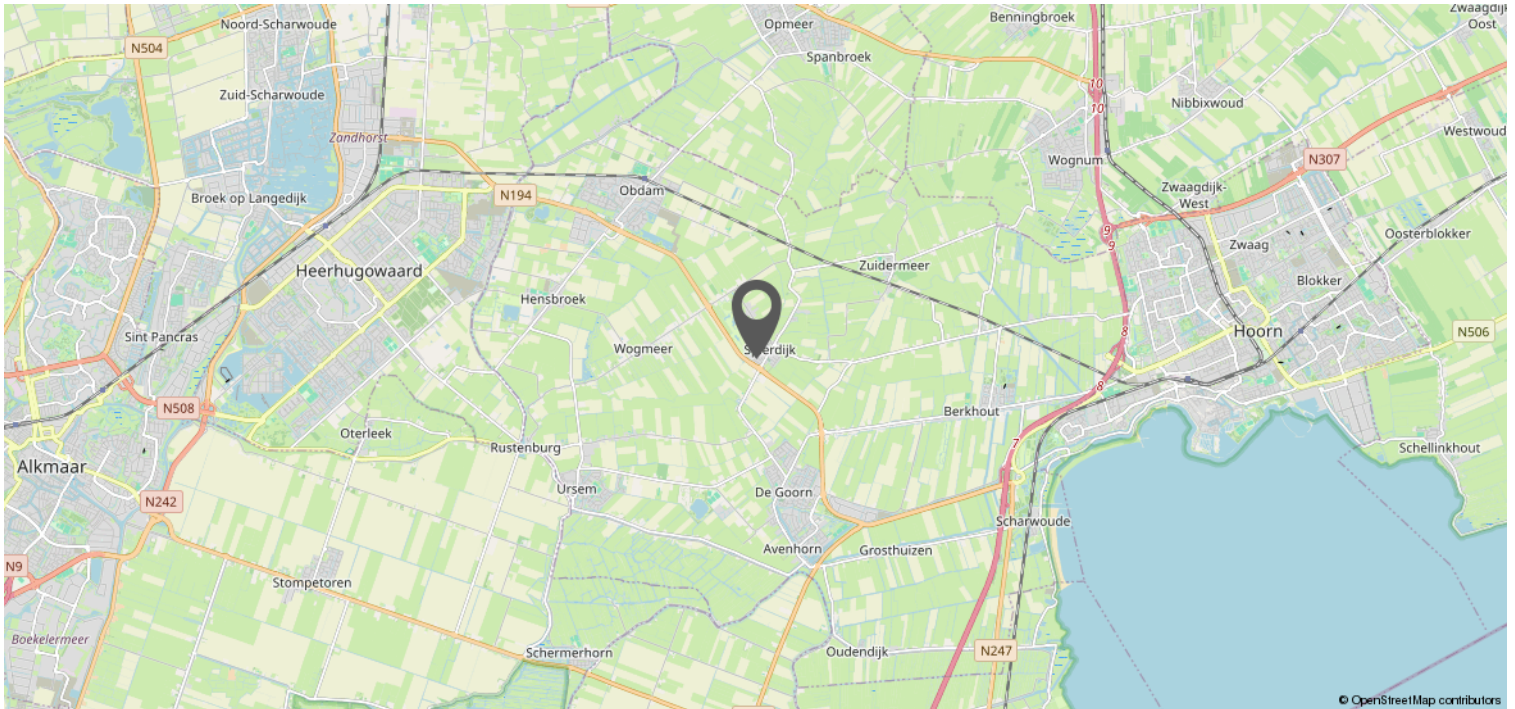 Noord-Scharwoude
Opmeer
Benningbroek
Zwaagdijk-
Oost
N504
Spanbroek
10
10
Zuid-Scharwoude
Nibbixwoud
Zandhorst
Westwoud
Wognum
N307
Broek op Langedijk
N194
Obdam
Zwaagdijk-
West
9
9
Zwaag
Oosterblokker
Heerhugowaard
Zuidermeer
Blokker
Hensbroek
Sint Pancras
8
Hoorn
N506
Wogmeer
8
N508
Berkhout
Oterleek
7
Rustenburg
Schellinkhout
Alkmaar
Ursem
De Goorn
N242
Scharwoude
Avenhorn
Grosthuizen
N9
Stompetoren
Boekelermeer
Schermerhorn
Oudendijk
N247
© OpenStreetMap contributors